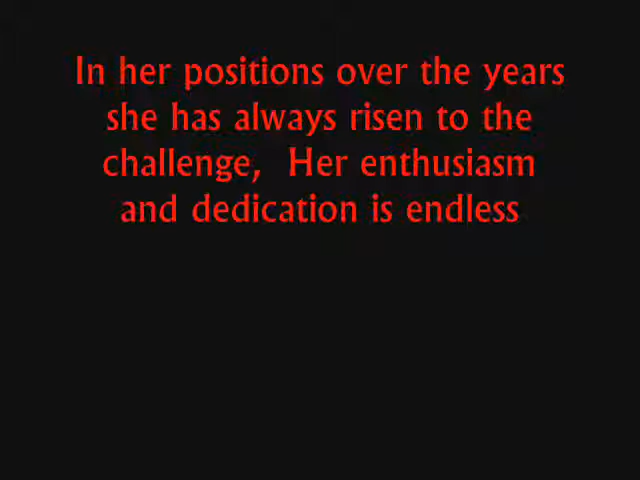 In her positions over the years
she has always risen to the
challenge,  Her enthusiasm
and dedication is endless